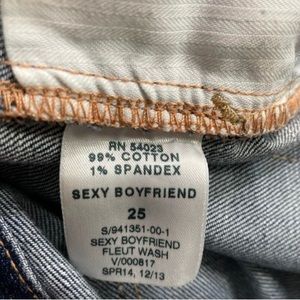 RN 54023
99% COTTON
1% SPANDEX
SEXY BOYFRIEND
25
S/941351-00-1
SEXY BOYFRIEND
FLEUT WASH
V/000817
SPR14, 12/13